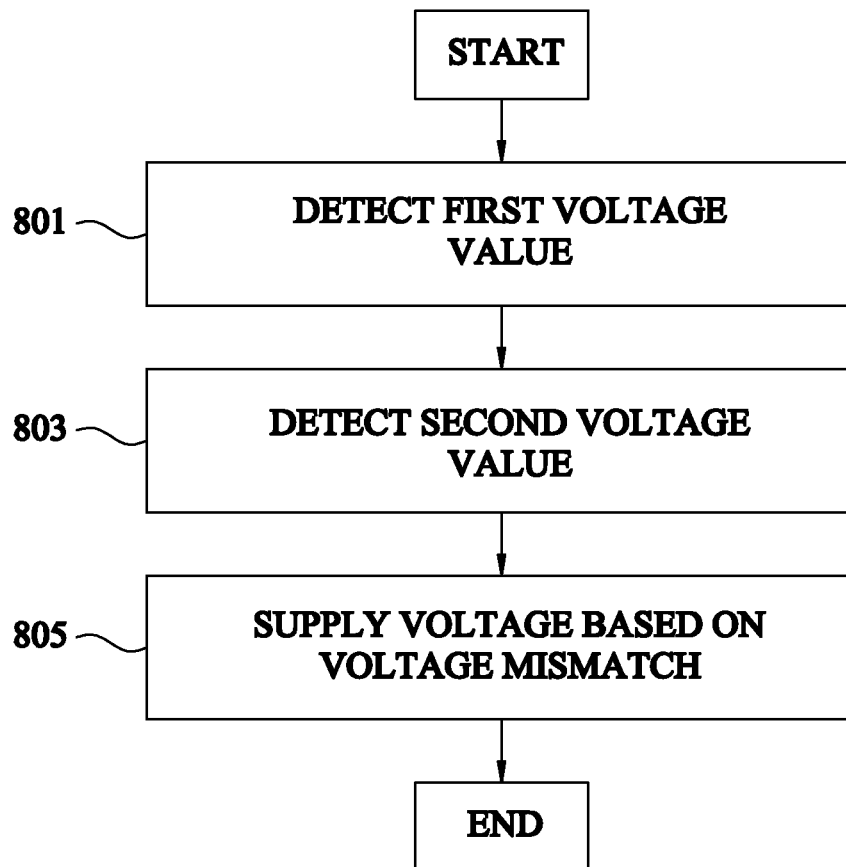 START
801
DETECT FIRST VOLTAGE
VALUE
803
DETECT SECOND VOLTAGE
VALUE
805
SUPPLY VOLTAGE BASED ON
VOLTAGE MISMATCH
END